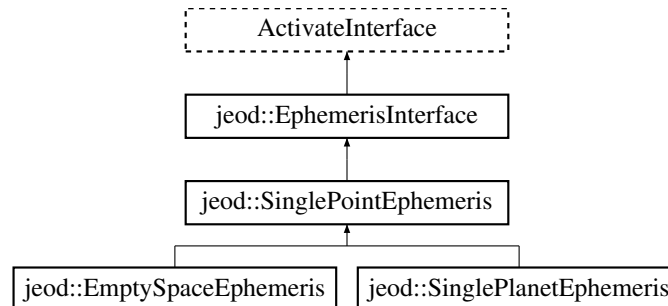 ActivateInterface
jeod::EphemerisInterface
jeod::SinglePointEphemeris
jeod::EmptySpaceEphemeris jeod::SinglePlanetEphemeris